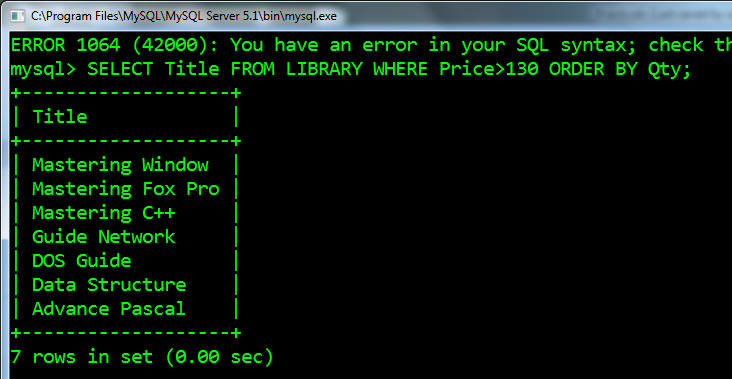 C:\Program Files\MySQL\MySQL Server 5.1\bin\mysql.exe
ERROR 1064 (42000): You have an error in your SQL syntax; check th
mysql> SELECT Title FROM LIBRARY WHERE Price>130 ORDER BY Qty;
+-------------------+
| Title             |
+-------------------+
| Mastering Window  |
| Mastering Fox Pro |
| Mastering C++     |
| Guide Network     |
| DOS Guide         |
| Data Structure    |
| Advance Pascal    |
+-------------------+
7 rows in set (0.00 sec)